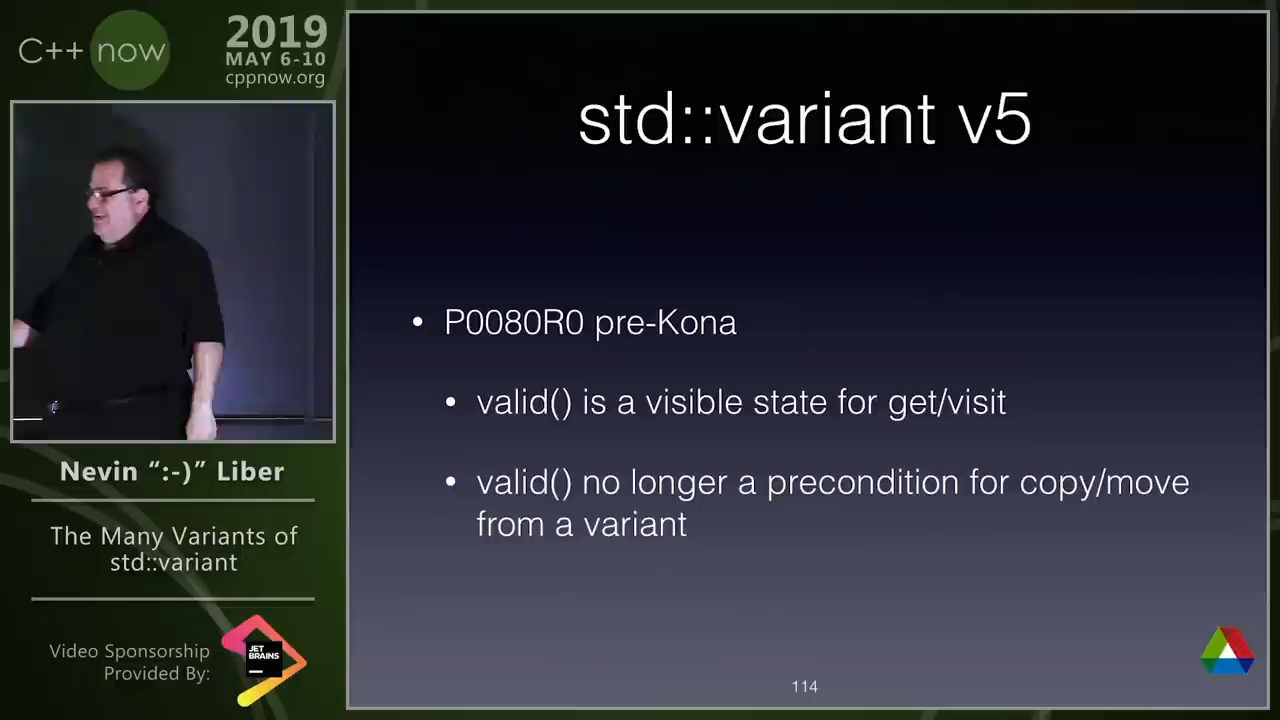 C++ now
2019
MAY 6-10
cppnow.org
std::variant v5
• P0080R0 pre-Kona
• valid() is a visible state for get/visit
• valid() no longer a precondition for copy/move
from a variant
114
Nevin “:-)” Liber
The Many Variants of
std::variant
Video Sponsorship
Provided By:
JET
BRAINS